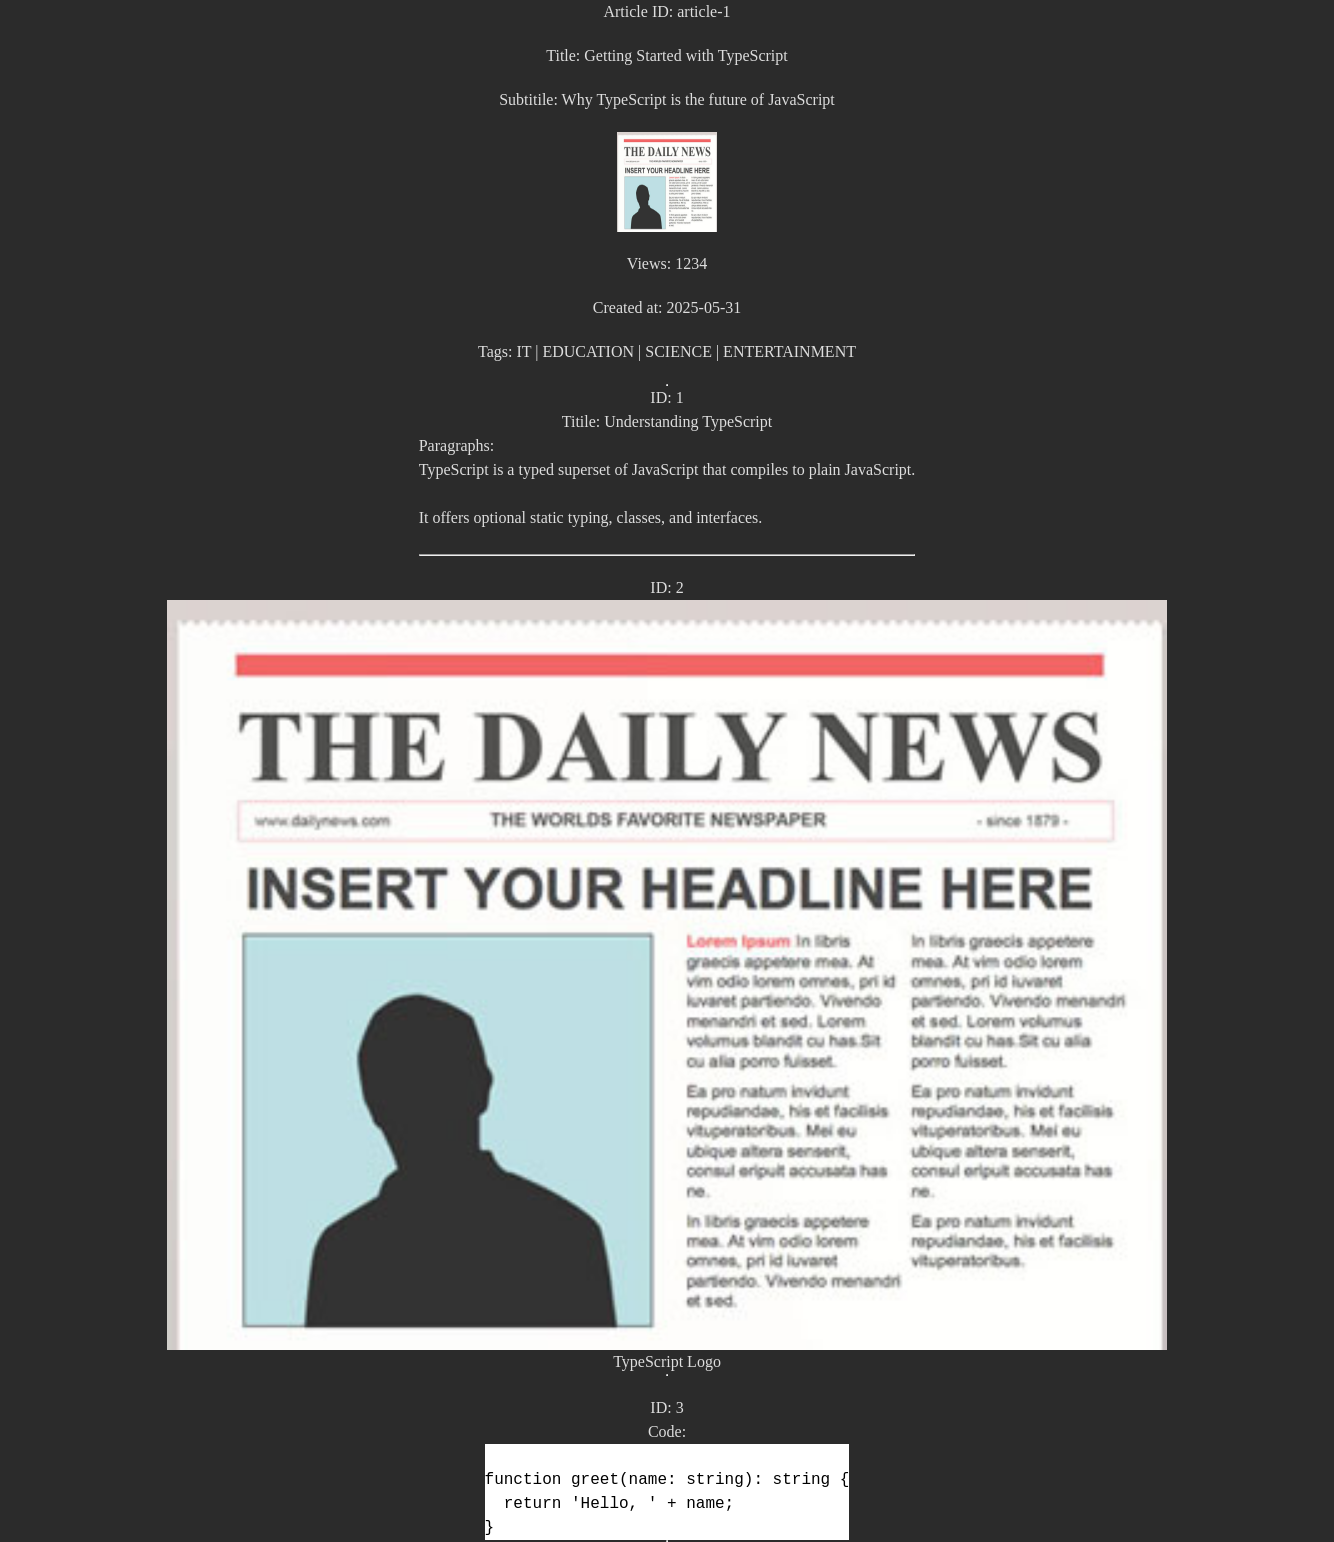 Article ID: article-1
Title: Getting Started with TypeScript
Subtitile: Why TypeScript is the future of JavaScript
THE DAILY NEWS
INSERT YOUR HEADLINE HERE
Views: 1234
Created at: 2025-05-31
Tags: IT | EDUCATION | SCIENCE | ENTERTAINMENT
ID: 1
Titile: Understanding TypeScript
Paragraphs:
TypeScript is a typed superset of JavaScript that compiles to plain JavaScript.
It offers optional static typing, classes, and interfaces.
ID: 2
THE DAILY NEWS
www.dailynews.com THE WORLDS FAVORITE NEWSPAPER - since 1879 -
INSERT YOUR HEADLINE HERE
Lorem Ipsum In libris
graecis appetere mea. At
vim odio lorem omnes, pri id
iuvaret partiendo. Vivendo
menandri et sed. Lorem
volumus blandit cu has.Sit
cu alia porro fuisset.
Ea pro natum invidunt
repudiandae, his et facilisis
vituperatoribus. Mei eu
ubique altera senserit,
consul eripuit accusata has
ne.
In libris graecis appetere
mea. At vim odio lorem
omnes, pri id iuvaret
partiendo. Vivendo menandri
et sed.
In libris graecis appetere
mea. At vim odio lorem
omnes, pri id iuvaret
partiendo. Vivendo menandri
et sed. Lorem volumus
blandit cu has.Sit cu alia
porro fuisset.
Ea pro natum invidunt
repudiandae, his et facilisis
vituperatoribus. Mei eu
ubique altera senserit,
consul eripuit accusata has
ne.
Ea pro natum invidunt
repudiandae, his et facilisis
vituperatoribus.
TypeScript Logo
ID: 3
Code:
function greet(name: string): string {
  return 'Hello, ' + name;
}